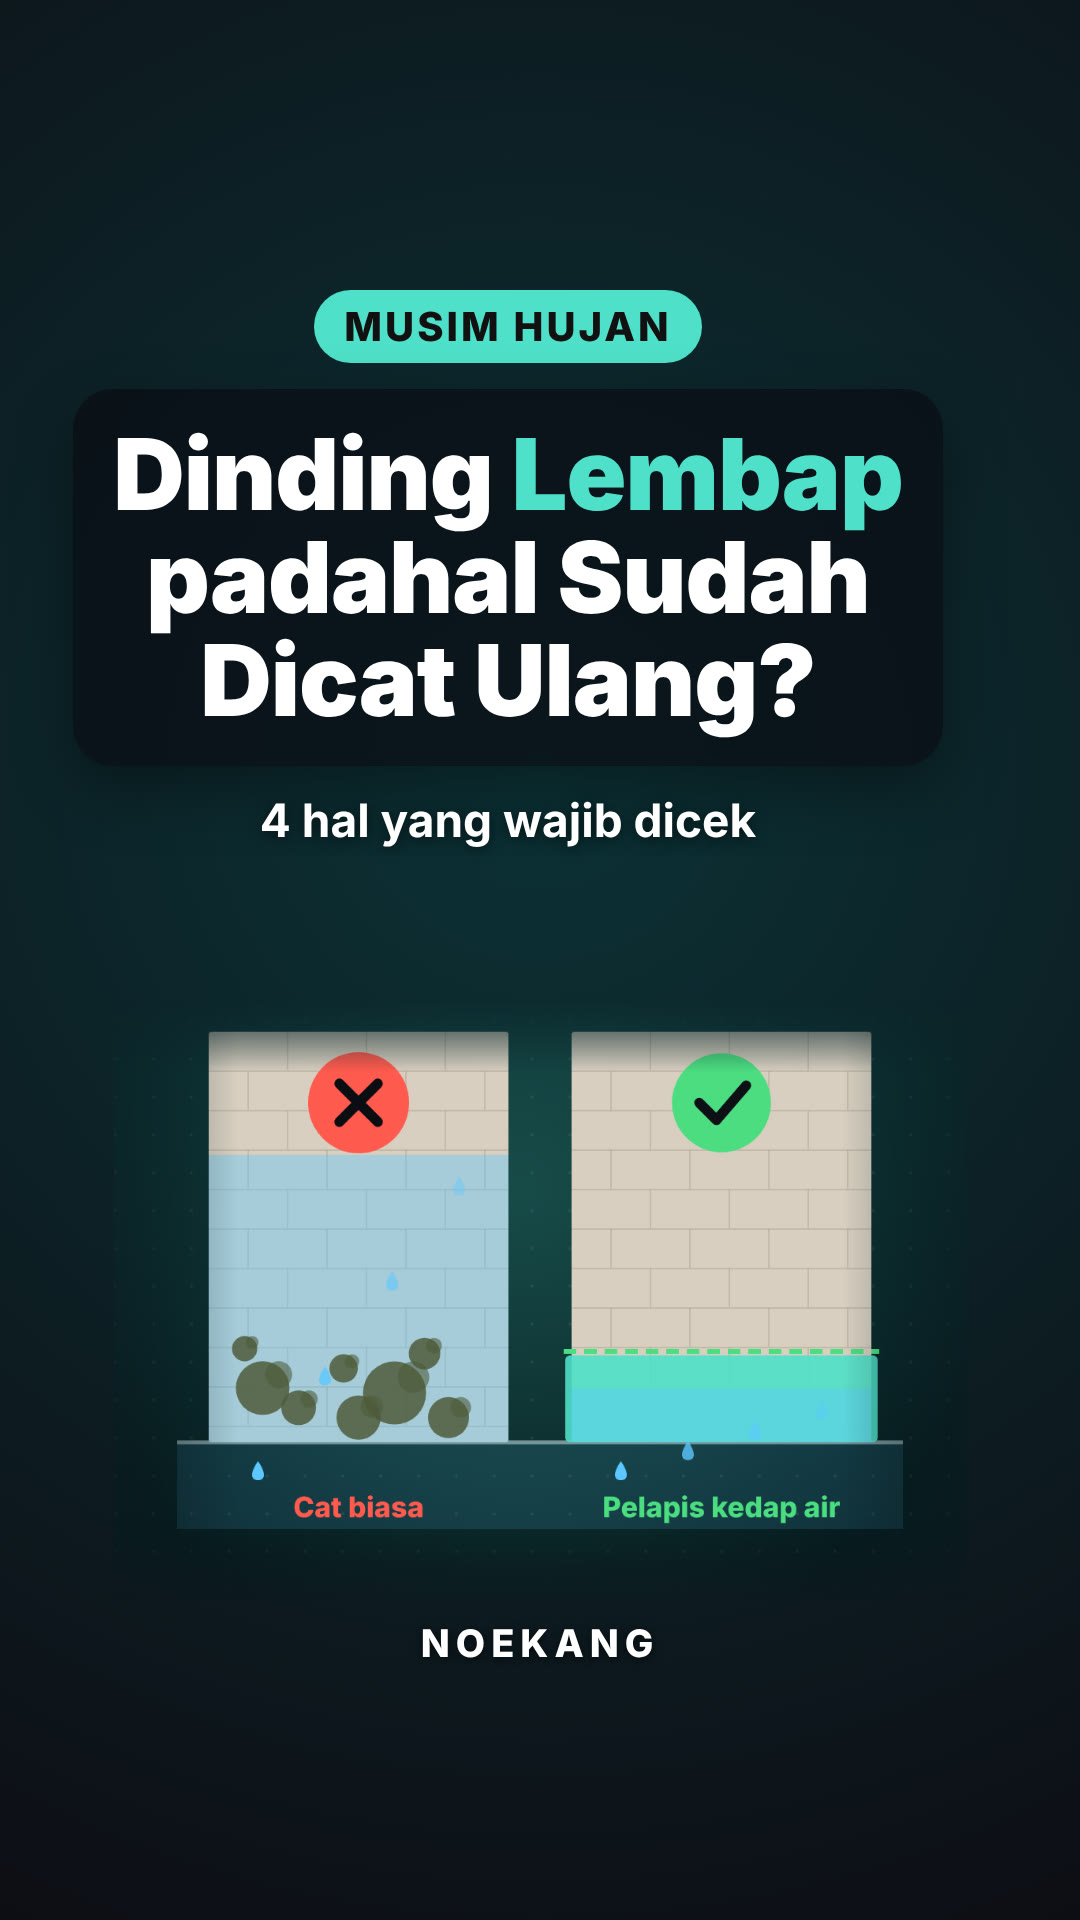 MUSIM HUJAN
Dinding Lembap
padahal Sudah
Dicat Ulang?
4 hal yang wajib dicek
Cat biasa
Pelapis kedap air
NOEKANG